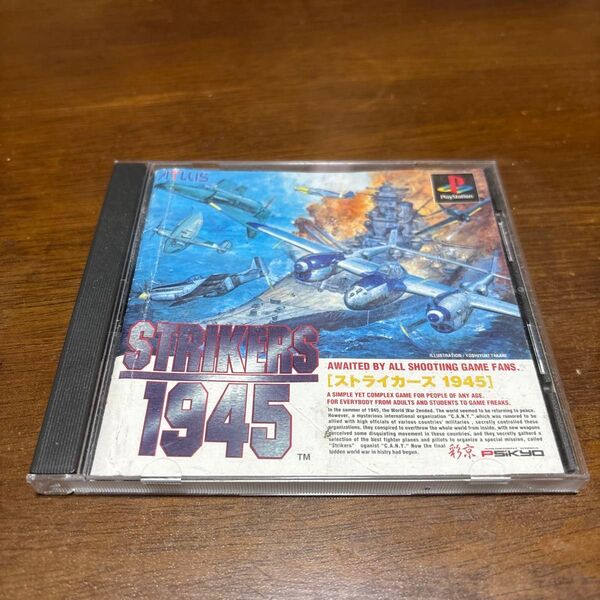 ATLUS
PlayStation
STRIKERS
1945
TM
ILLUSTRATION / YOSHIYUKI TAKANI
AWAITED BY ALL SHOOTING GAME FANS.
[ストライカーズ 1945]
A SIMPLE YET COMPLEX GAME FOR PEOPLE OF ANY AGE.
FOR EVERYBODY FROM ADULTS AND STUDENTS TO GAME FREAKS.
In the summer of 1945, the World War 2ended. The world seemed to be returning to peace.
However, a mysterious international organization "C.A.N.Y.",which was rumored to be
allied with high officials of various countries' militaries , secretly controlled these
organizations, they conspired to overthrow the whole world from inside, with new weapons
perceived some disquieting movement in these countries, and they secretly gathered a
selection of the best fighter planes and pliots to organize a special mission, called
"Strikers" oganist "C.A.N.Y." Now the final
hidden world war in histry had begun.
彩京
PSIKYO